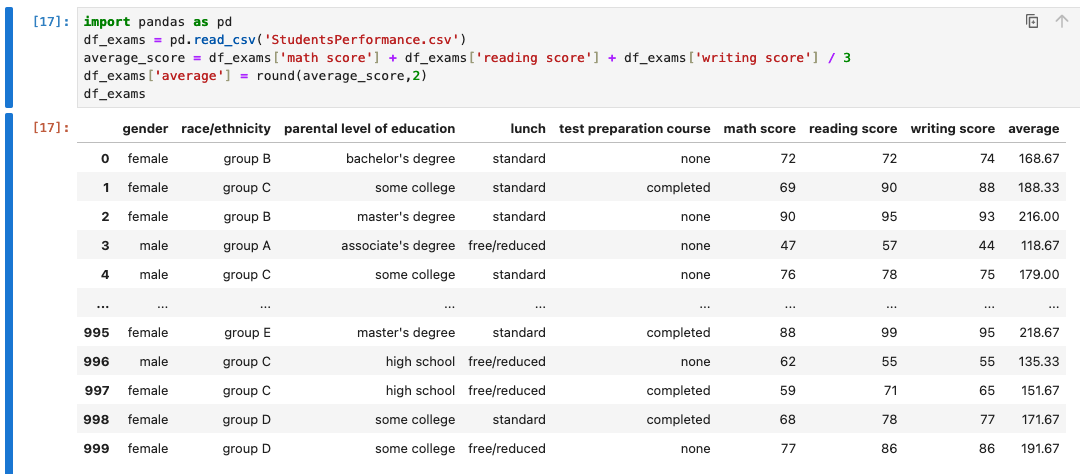 [17]: import pandas as pd
df_exams = pd.read_csv('StudentsPerformance.csv')
average_score = df_exams['math score'] + df_exams['reading score'] + df_exams['writing score'] / 3
df_exams['average'] = round(average_score,2)
df_exams
[17]:
gender race/ethnicity parental level of education lunch test preparation course math score reading score writing score average
0 female group B bachelor's degree standard none 72 72 74 168.67
1 female group C some college standard completed 69 90 88 188.33
2 female group B master's degree standard none 90 95 93 216.00
3 male group A associate's degree free/reduced none 47 57 44 118.67
4 male group C some college standard none 76 78 75 179.00
... ... ... ... ... ... ... ... ... ...
995 female group E master's degree standard completed 88 99 95 218.67
996 male group C high school free/reduced none 62 55 55 135.33
997 female group C high school free/reduced completed 59 71 65 151.67
998 female group D some college standard completed 68 78 77 171.67
999 female group D some college free/reduced none 77 86 86 191.67